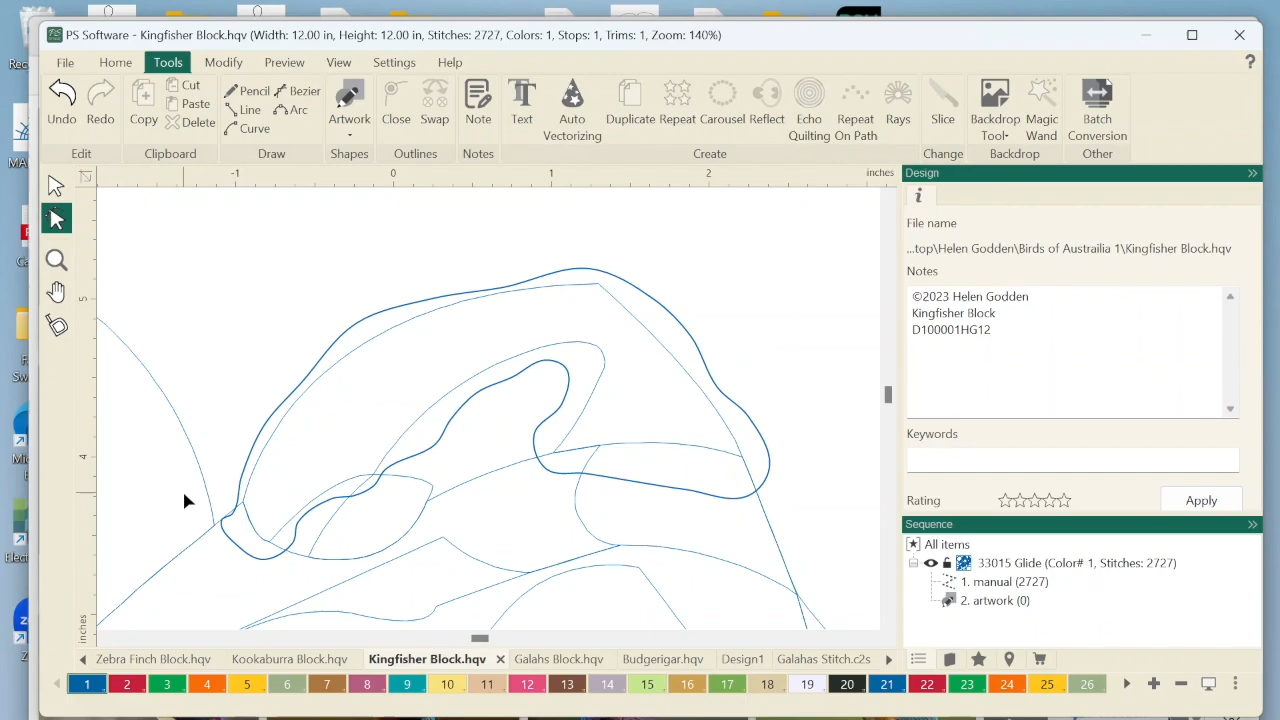 PS Software - Kingfisher Block.hqv (Width: 12.00 in, Height: 12.00 in, Stitches: 2727, Colors: 1, Stops: 1, Trims: 1, Zoom: 140%)
File Home Tools Modify Preview View Settings Help
Undo Redo Copy Cut Paste Delete Pencil Bezier Line Arc Curve Artwork Close Swap Note Text Auto Vectorizing Duplicate Repeat Carousel Reflect Echo Quilting Repeat On Path Rays Slice Backdrop Tool Magic Wand Batch Conversion
Edit Clipboard Draw Shapes Outlines Notes Create Change Backdrop Other
-1 0 1 2 inches
5
4
inches
Design
File name
...top\Helen Godden\Birds of Austrailia 1\Kingfisher Block.hqv
Notes
©2023 Helen Godden
Kingfisher Block
D100001HG12
Keywords
Rating Apply
Sequence
All items
33015 Glide (Color# 1, Stitches: 2727)
1. manual (2727)
2. artwork (0)
Zebra Finch Block.hqv Kookaburra Block.hqv Kingfisher Block.hqv Galahs Block.hqv Budgerigar.hqv Design1 Galahas Stitch.c2s
1 2 3 4 5 6 7 8 9 10 11 12 13 14 15 16 17 18 19 20 21 22 23 24 25 26